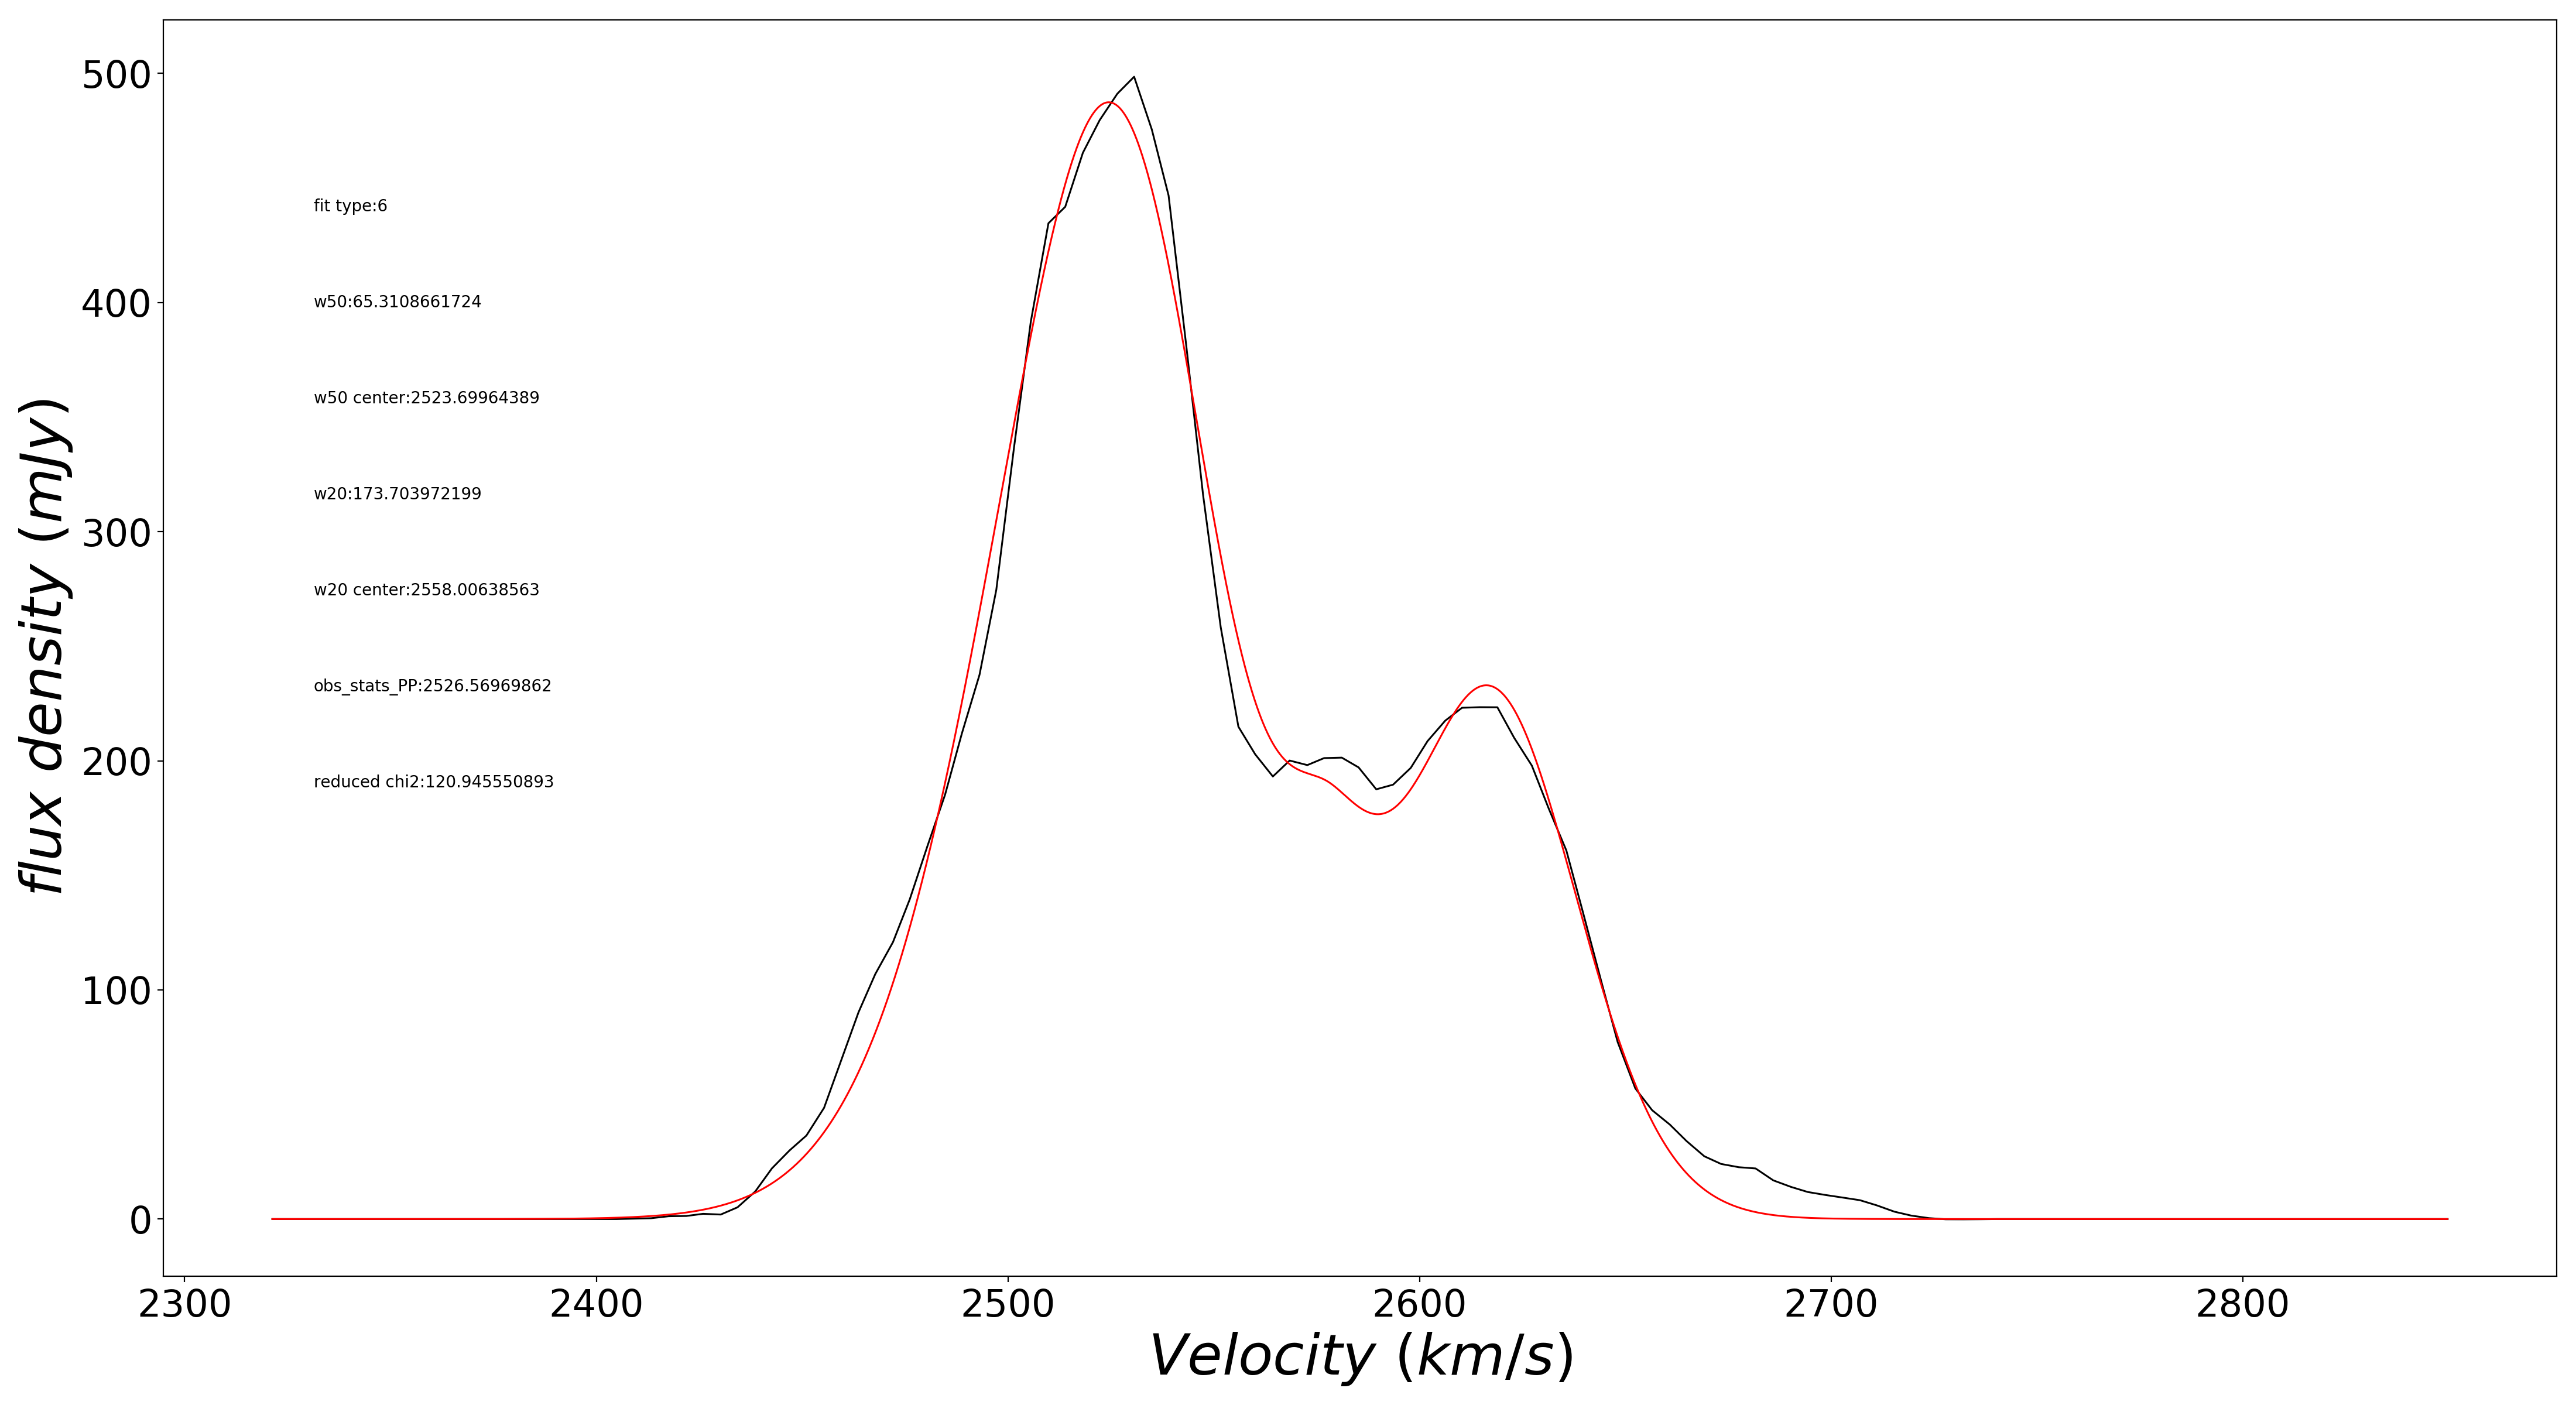 500
400
300
200
100
0
flux density (mJy)
fit type:6
w50:65.3108661724
w50 center:2523.69964389
w20:173.703972199
w20 center:2558.00638563
obs_stats_PP:2526.56969862
reduced chi2:120.945550893
2300 2400 2500 2600 2700 2800
Velocity (km/s)